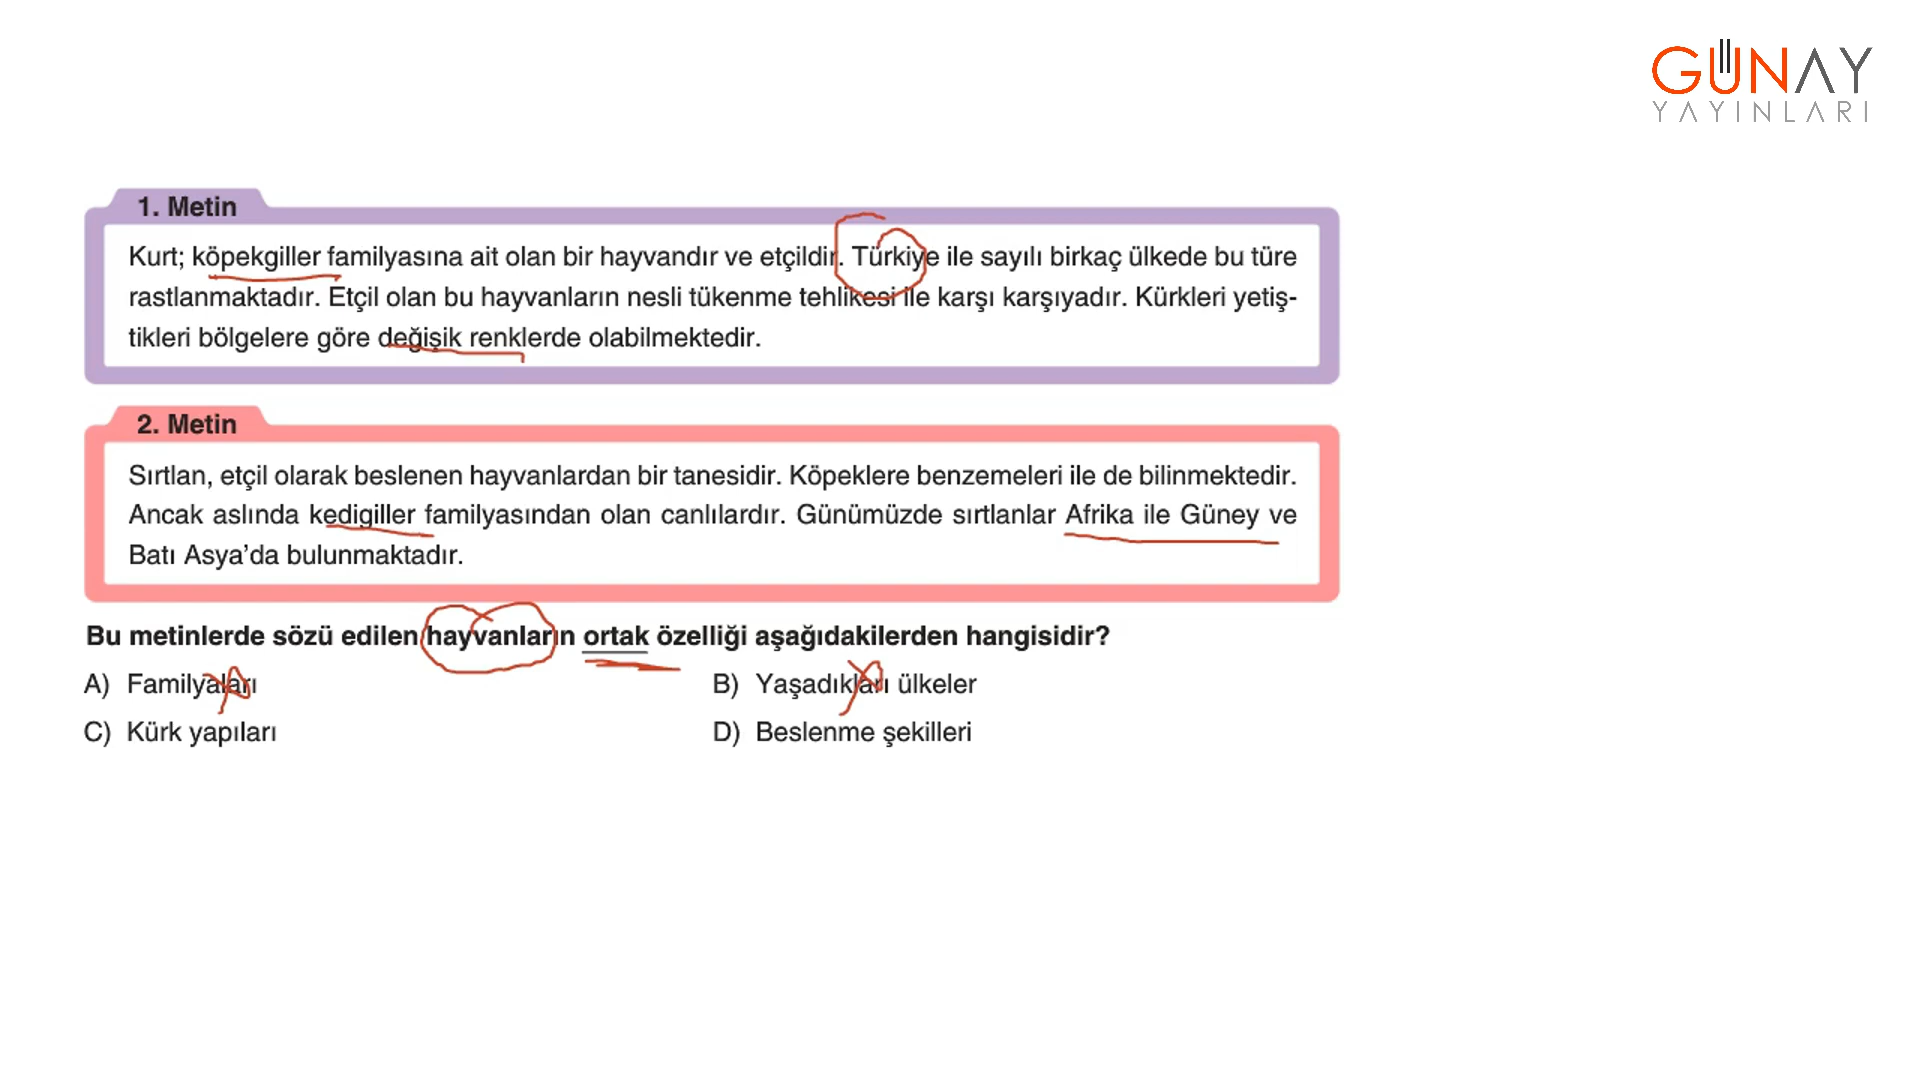 GÜNAY
YAYINLARI
1. Metin
Kurt; köpekgiller familyasına ait olan bir hayvandır ve etçildir. Türkiye ile sayılı birkaç ülkede bu türe
rastlanmaktadır. Etçil olan bu hayvanların nesli tükenme tehlikesi ile karşı karşıyadır. Kürkleri yetiş-
tikleri bölgelere göre değişik renklerde olabilmektedir.
2. Metin
Sırtlan, etçil olarak beslenen hayvanlardan bir tanesidir. Köpeklere benzemeleri ile de bilinmektedir.
Ancak aslında kedigiller familyasından olan canlılardır. Günümüzde sırtlanlar Afrika ile Güney ve
Batı Asya’da bulunmaktadır.
Bu metinlerde sözü edilen hayvanların ortak özelliği aşağıdakilerden hangisidir?
A) Familyaları
B) Yaşadıkları ülkeler
C) Kürk yapıları
D) Beslenme şekilleri